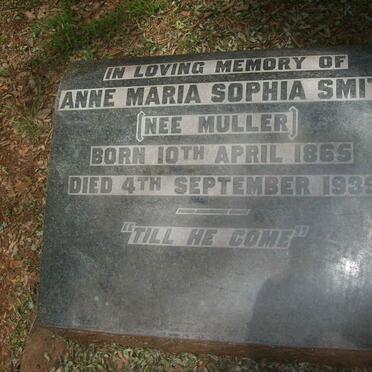 IN LOVING MEMORY OF
ANNE MARIA SOPHIA SMI
[NEE MULLER]
BORN 10TH APRIL 1865
DIED 4TH SEPTEMBER 1939
"TILL HE COME"